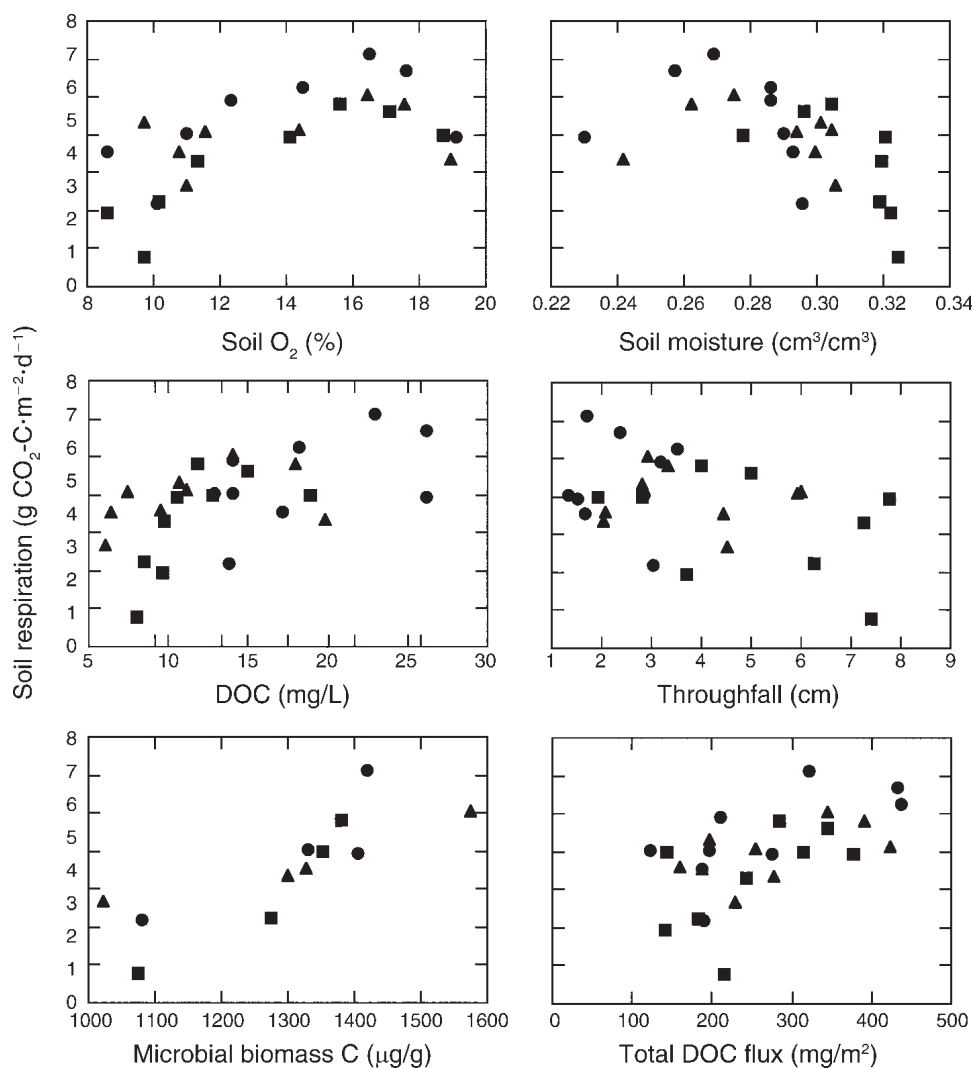 8
7
6
5
4
3
2
1
0
8 10 12 14 16 18 20
Soil O₂ (%)
0.22 0.24 0.26 0.28 0.30 0.32 0.34
Soil moisture (cm³/cm³)
Soil respiration (g CO₂-C·m⁻²·d⁻¹)
8
7
6
5
4
3
2
1
0
5 10 15 20 25 30
DOC (mg/L)
1 2 3 4 5 6 7 8 9
Throughfall (cm)
8
7
6
5
4
3
2
1
0
1000 1100 1200 1300 1400 1500 1600
Microbial biomass C (μg/g)
0 100 200 300 400 500
Total DOC flux (mg/m²)